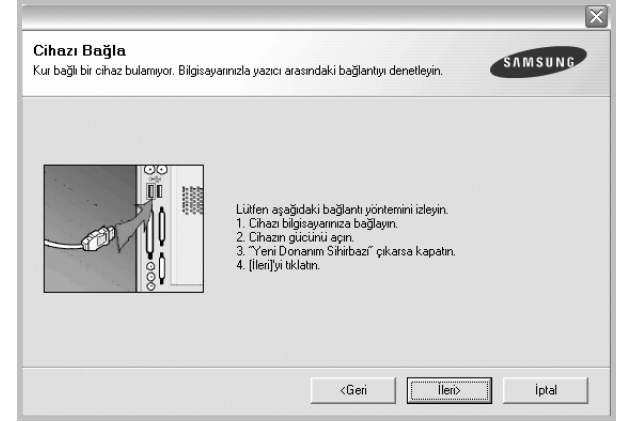 Cihazı Bağla
Kur bağlı bir cihaz bulamıyor. Bilgisayarınızla yazıcı arasındaki bağlantıyı denetleyin.
SAMSUNG
Lütfen aşağıdaki bağlantı yöntemini izleyin.
1. Cihazı bilgisayarınıza bağlayın.
2. Cihazın gücünü açın.
3. "Yeni Donanım Sihirbazı" çıkarsa kapatın.
4. [İleri]'yi tıklatın.
<Geri
İleri>
İptal